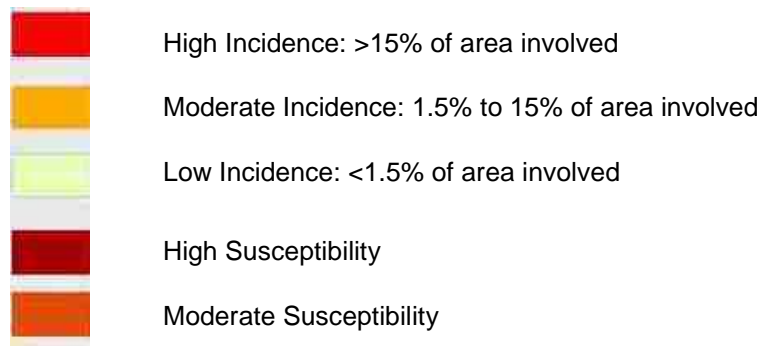 High Incidence: >15% of area involved
Moderate Incidence: 1.5% to 15% of area involved
Low Incidence: <1.5% of area involved
High Susceptibility
Moderate Susceptibility